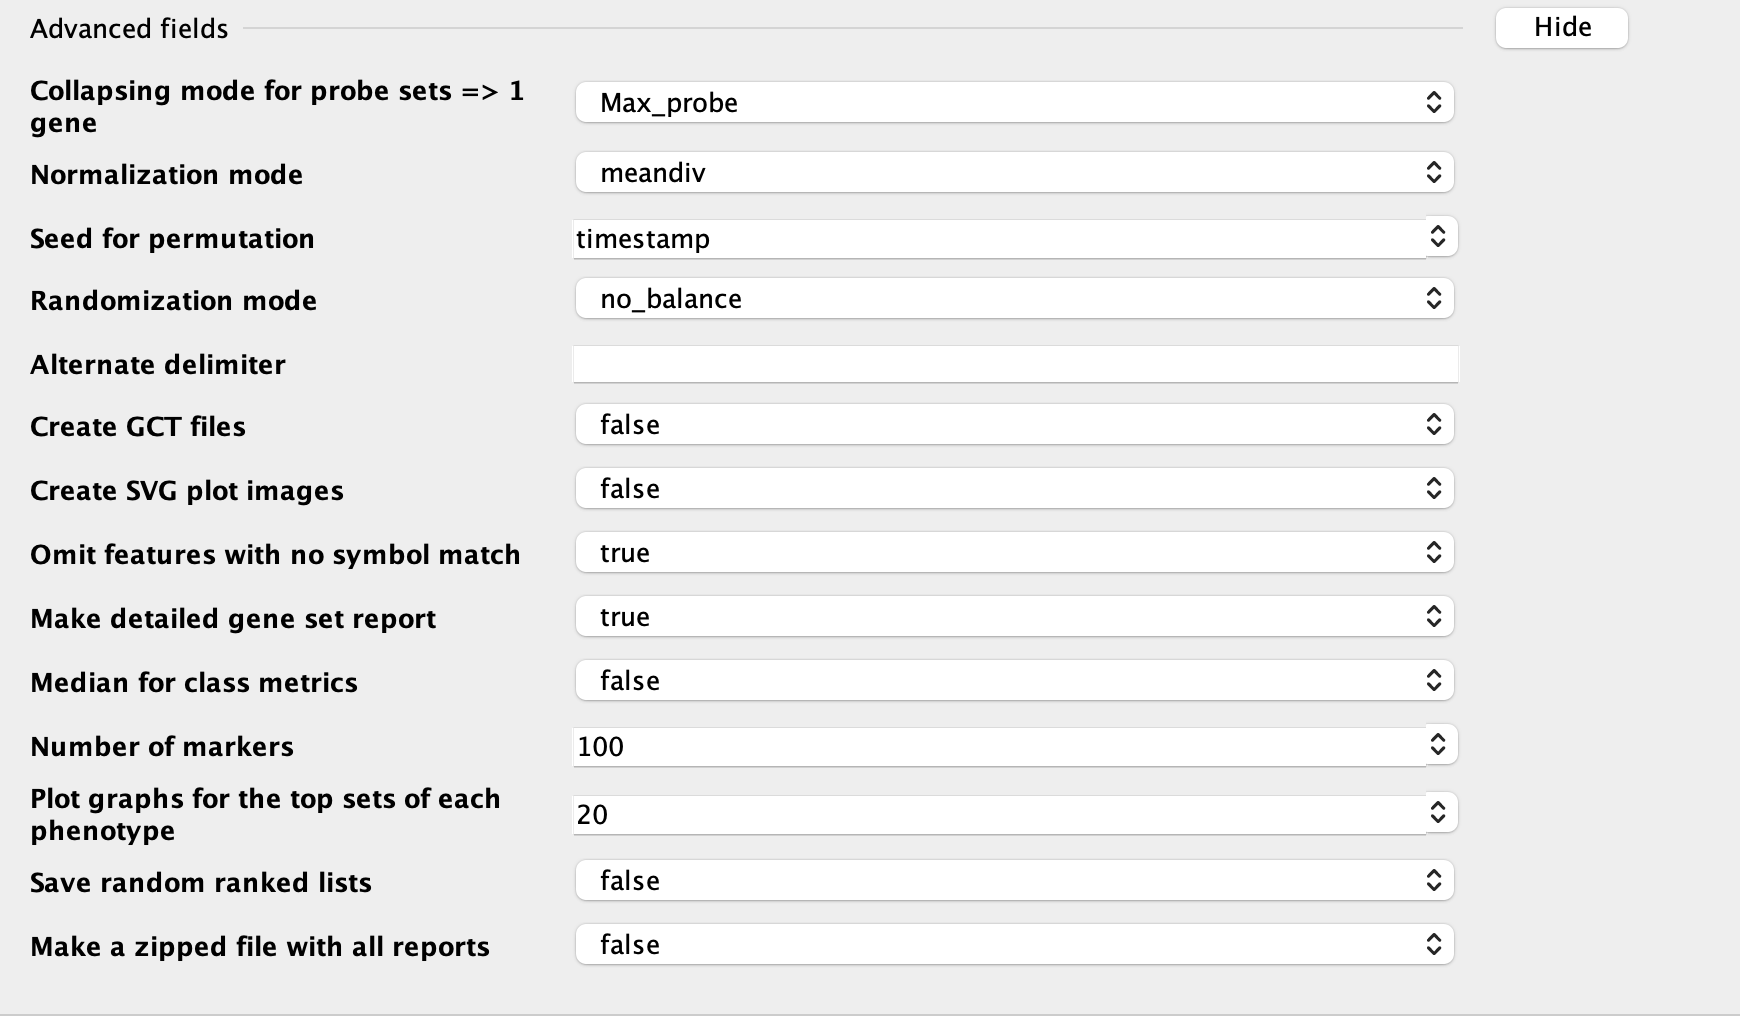 Advanced fields
Hide
Collapsing mode for probe sets => 1
gene
Max_probe
Normalization mode
meandiv
Seed for permutation
timestamp
Randomization mode
no_balance
Alternate delimiter
Create GCT files
false
Create SVG plot images
false
Omit features with no symbol match
true
Make detailed gene set report
true
Median for class metrics
false
Number of markers
100
Plot graphs for the top sets of each
phenotype
20
Save random ranked lists
false
Make a zipped file with all reports
false